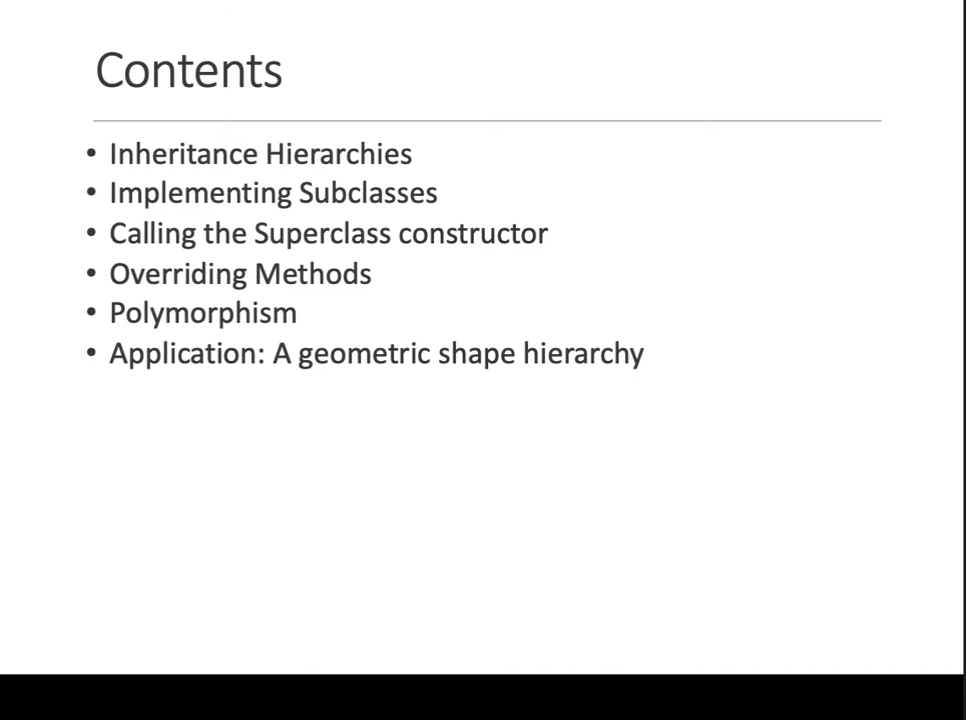 Contents
• Inheritance Hierarchies
• Implementing Subclasses
• Calling the Superclass constructor
• Overriding Methods
• Polymorphism
• Application: A geometric shape hierarchy